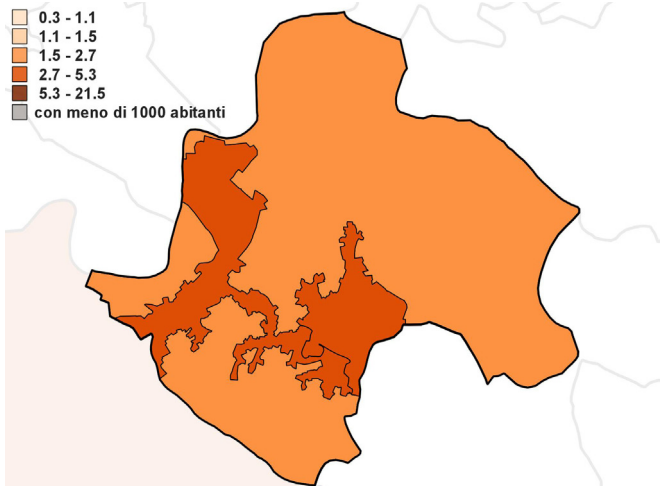 0.3 - 1.1
1.1 - 1.5
1.5 - 2.7
2.7 - 5.3
5.3 - 21.5
con meno di 1000 abitanti